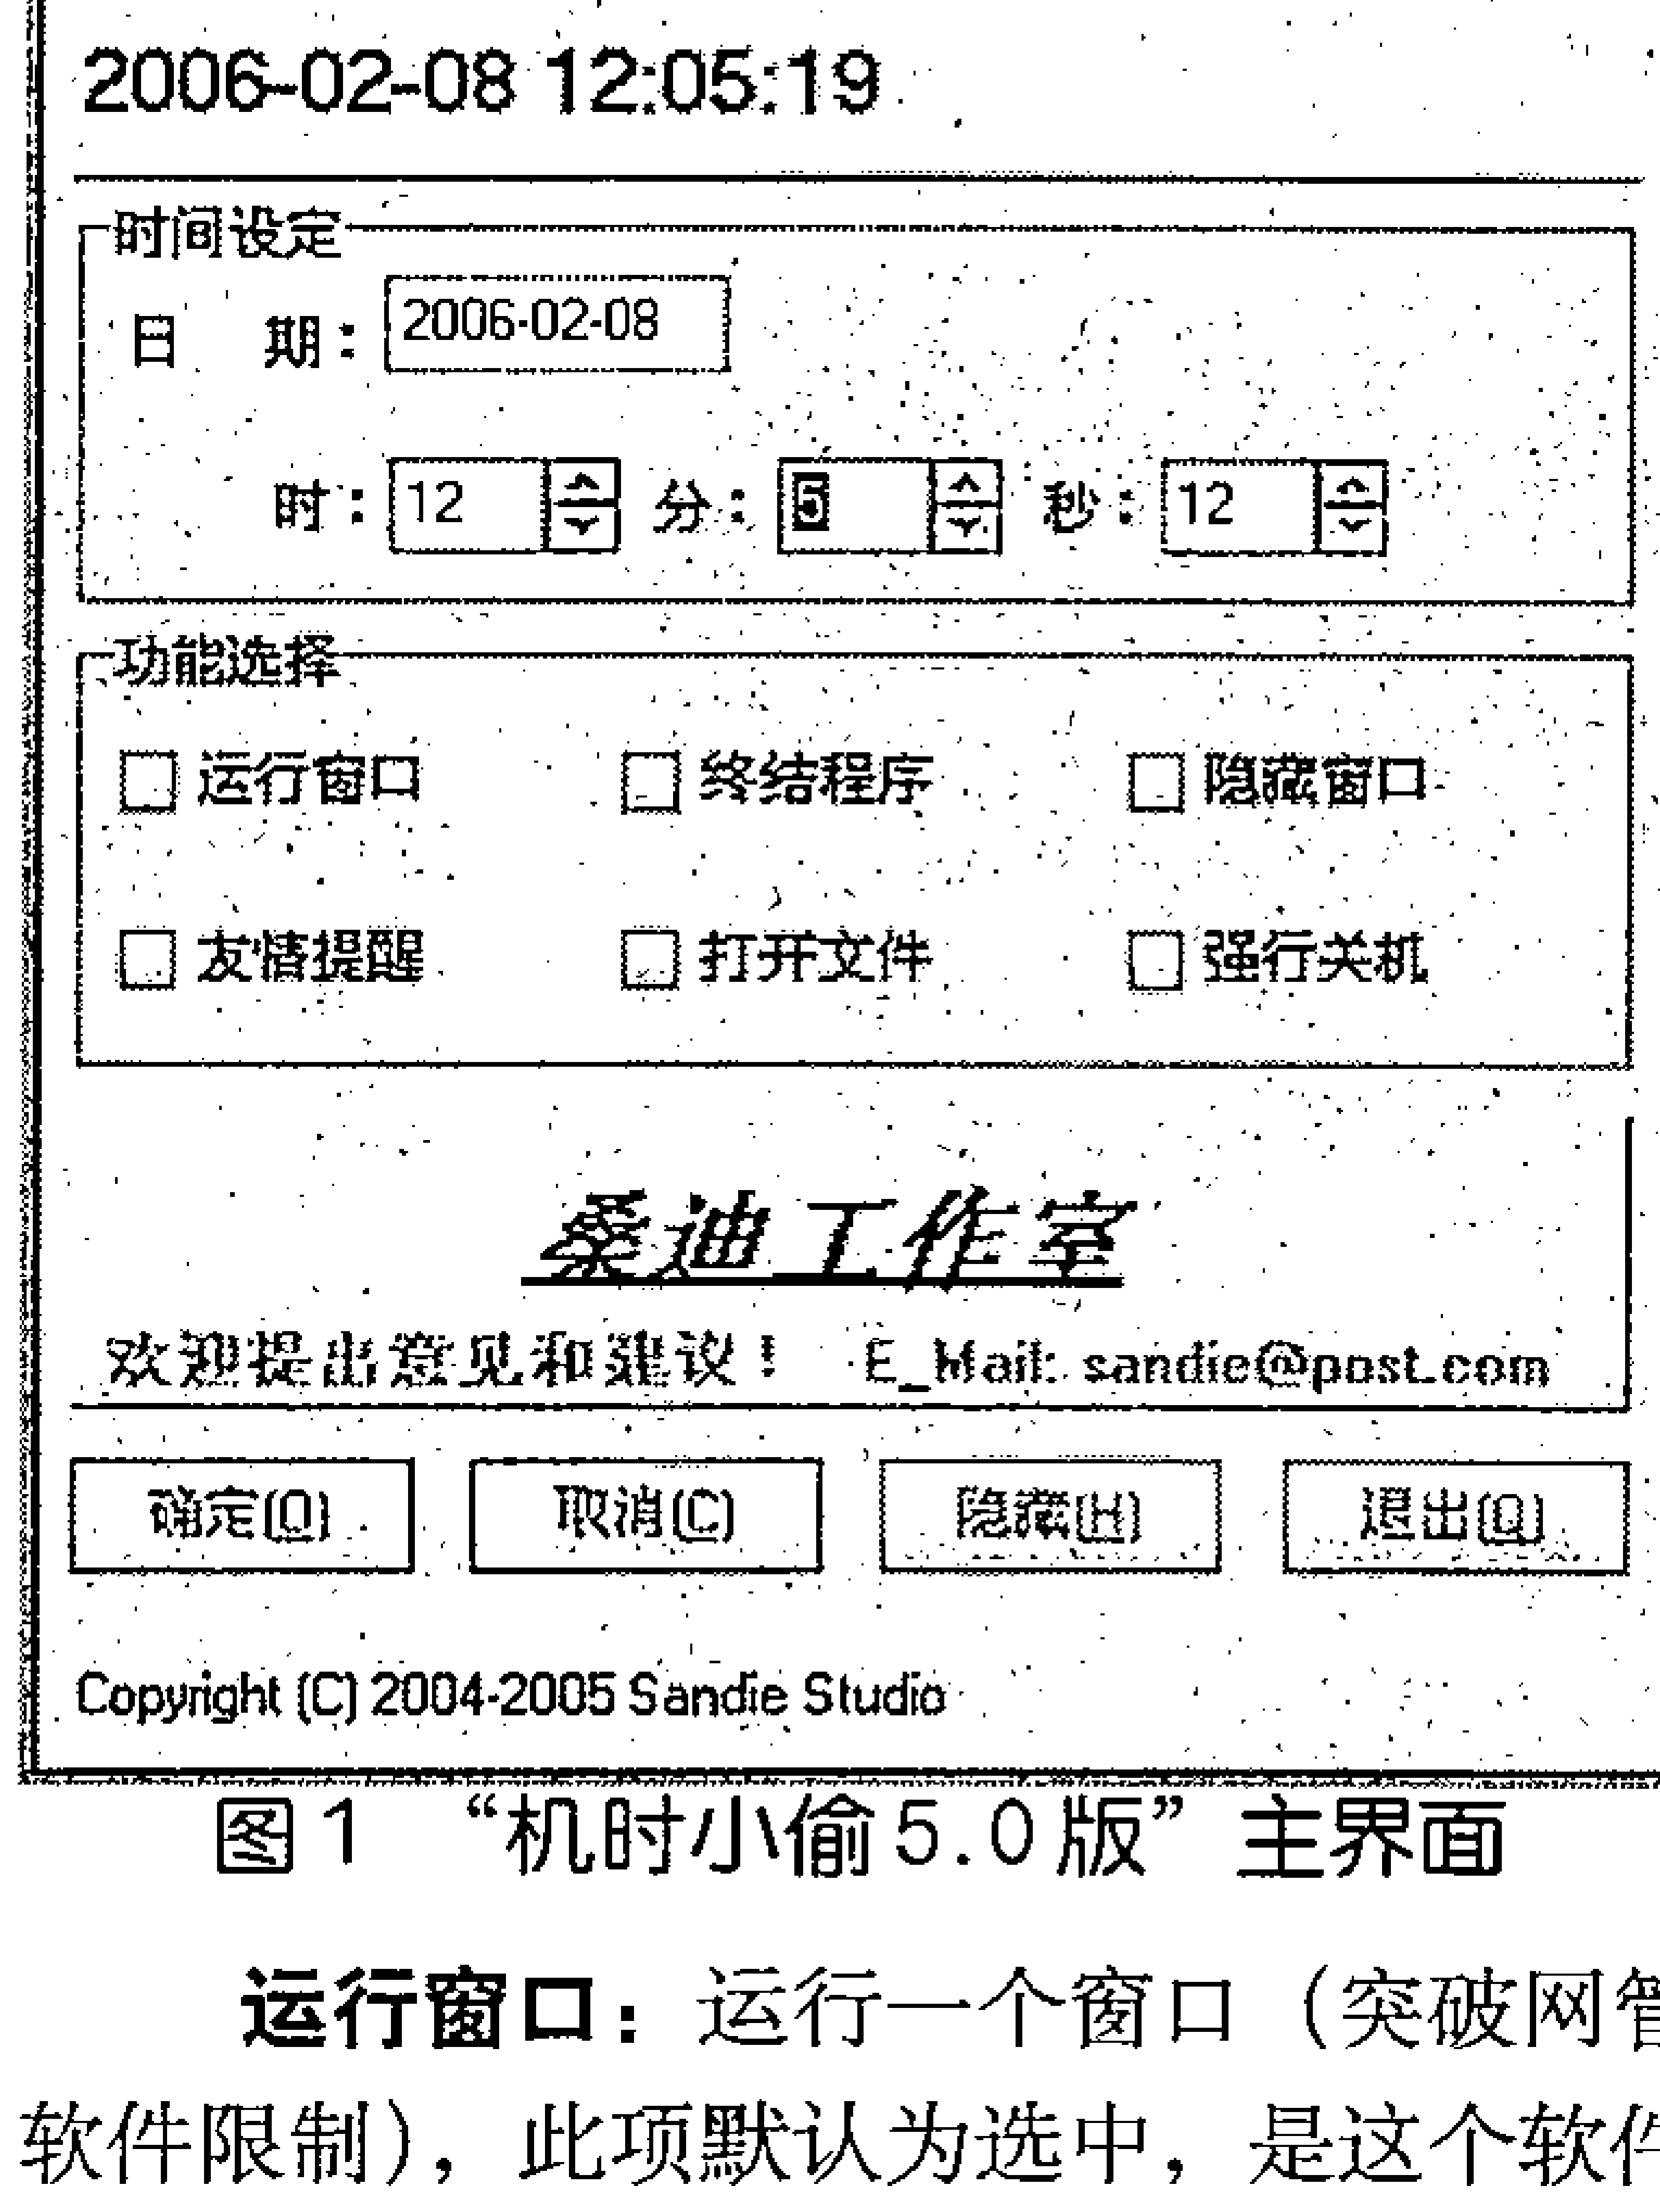 2006-02-08 12:05:19
时间设定
日 期： 2006-02-08
时： 12 分： 5 秒： 12
功能选择
运行窗口 终结程序 隐藏窗口
友情提醒 打开文件 强行关机
桑迪工作室
欢迎提出意见和建议！ E_Mail: sandie@post.com
确定(O) 取消(C) 隐藏(H) 退出(Q)
Copyright (C) 2004-2005 Sandie Studio
图1 “机时小偷5.0版”主界面
运行窗口：运行一个窗口（突破网管
软件限制），此项默认为选中，是这个软件